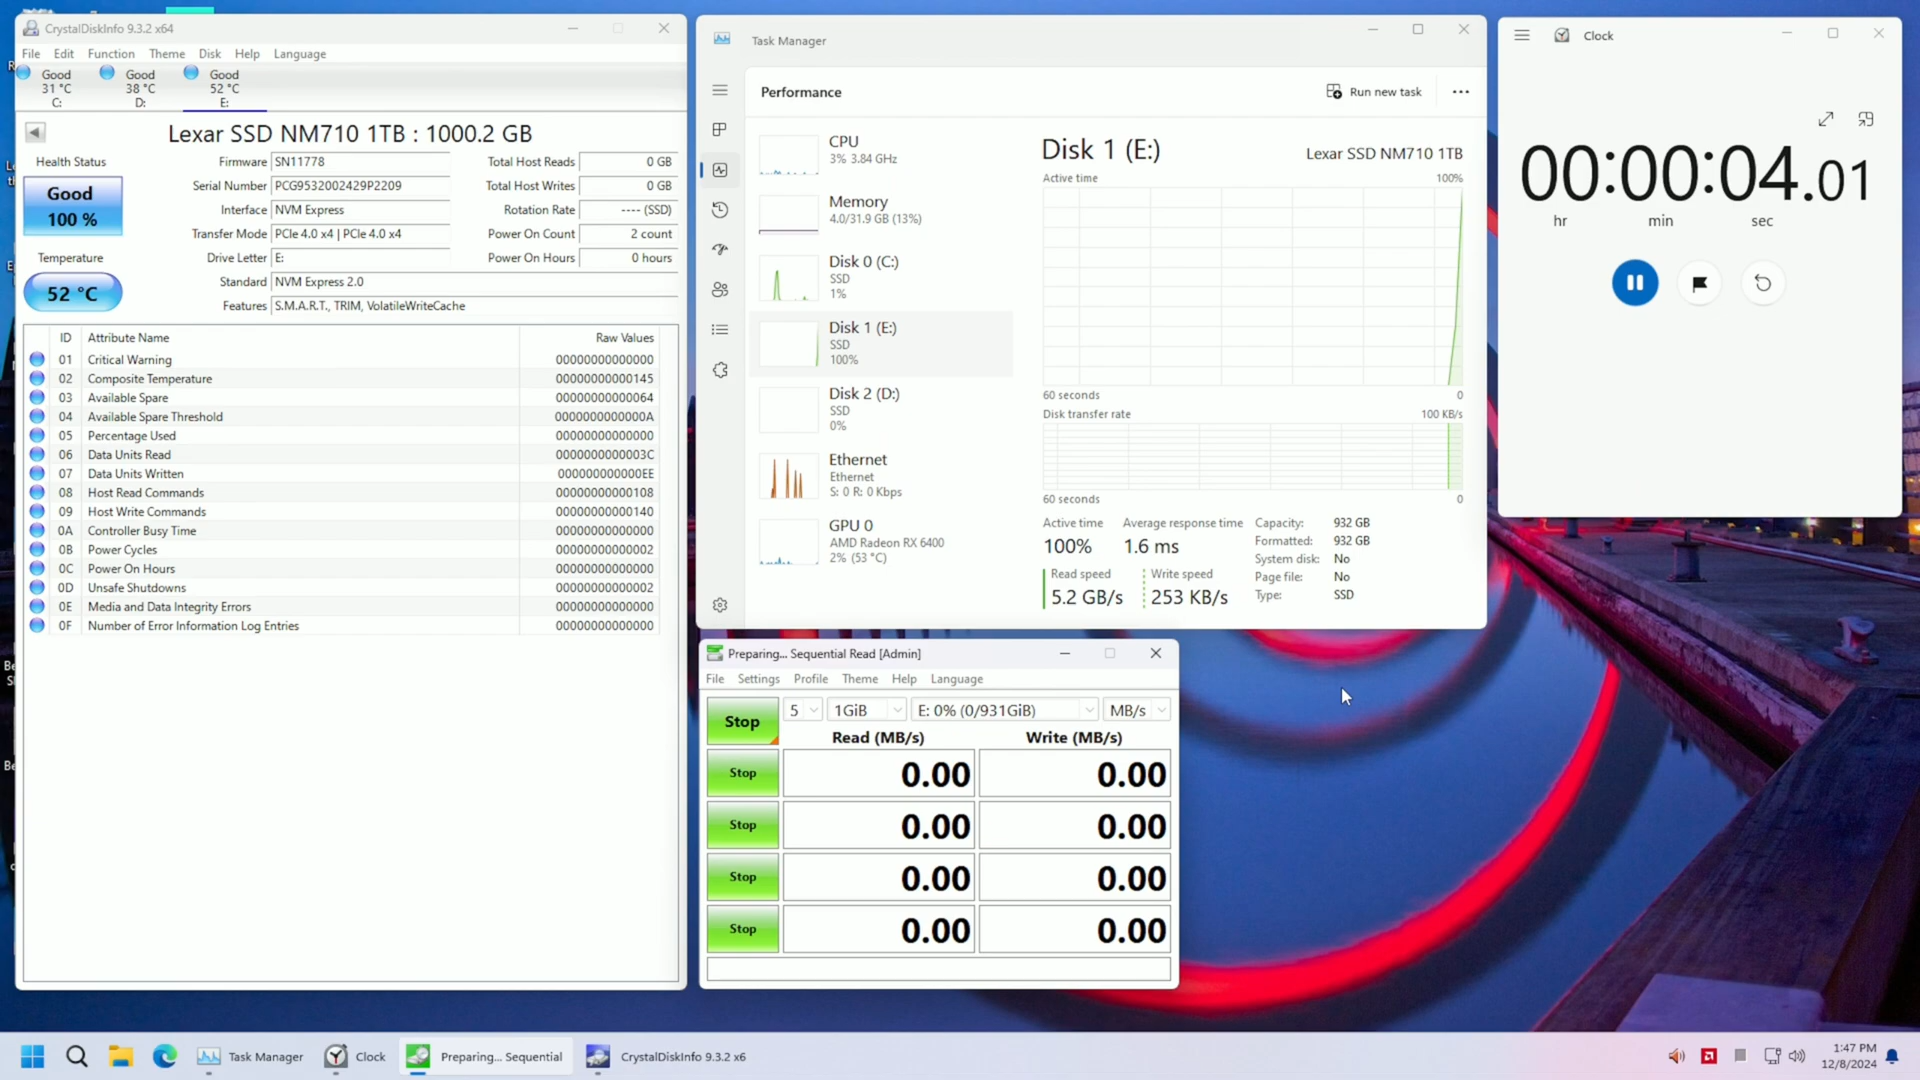 CrystalDiskInfo 9.3.2 x64
File Edit Function Theme Disk Help Language
Good Good Good
31 °C 38 °C 52 °C
C: D: E:
Lexar SSD NM710 1TB : 1000.2 GB
Health Status
Good
100 %
Temperature
52 °C
Firmware SN11778
Serial Number PCG9532002429P2209
Interface NVM Express
Transfer Mode PCIe 4.0 x4 | PCIe 4.0 x4
Drive Letter E:
Standard NVM Express 2.0
Features S.M.A.R.T., TRIM, VolatileWriteCache
Total Host Reads 0 GB
Total Host Writes 0 GB
Rotation Rate ---- (SSD)
Power On Count 2 count
Power On Hours 0 hours
ID Attribute Name Raw Values
01 Critical Warning 00000000000000
02 Composite Temperature 00000000000145
03 Available Spare 00000000000064
04 Available Spare Threshold 0000000000000A
05 Percentage Used 00000000000000
06 Data Units Read 0000000000003C
07 Data Units Written 000000000000EE
08 Host Read Commands 00000000000108
09 Host Write Commands 00000000000140
0A Controller Busy Time 00000000000000
0B Power Cycles 00000000000002
0C Power On Hours 00000000000000
0D Unsafe Shutdowns 00000000000002
0E Media and Data Integrity Errors 00000000000000
0F Number of Error Information Log Entries 00000000000000
Task Manager
Performance
Run new task
CPU
3% 3.84 GHz
Memory
4.0/31.9 GB (13%)
Disk 0 (C:)
SSD
1%
Disk 1 (E:)
SSD
100%
Disk 2 (D:)
SSD
0%
Ethernet
Ethernet
S: 0 R: 0 Kbps
GPU 0
AMD Radeon RX 6400
2% (53 °C)
Disk 1 (E:)
Lexar SSD NM710 1TB
Active time 100%
60 seconds 0
Disk transfer rate 100 KB/s
60 seconds 0
Active time
100%
Average response time
1.6 ms
Read speed
5.2 GB/s
Write speed
253 KB/s
Capacity: 932 GB
Formatted: 932 GB
System disk: No
Page file: No
Type: SSD
Clock
00:00:04.01
hr min sec
Preparing... Sequential Read [Admin]
File Settings Profile Theme Help Language
Stop 5 1GiB E: 0% (0/931GiB) MB/s
Read (MB/s) Write (MB/s)
Stop 0.00 0.00
Stop 0.00 0.00
Stop 0.00 0.00
Stop 0.00 0.00
Task Manager
Clock
Preparing... Sequential
CrystalDiskInfo 9.3.2 x6
1:47 PM
12/8/2024